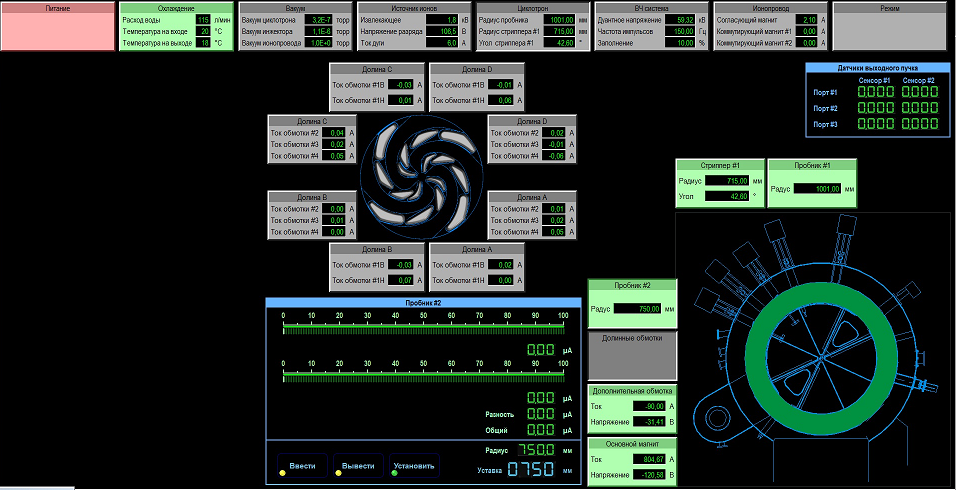 Питание
Охлаждение
Расход воды 115 л/мин
Температура на входе 20 °C
Температура на выходе 18 °C
Вакуум
Вакум циклотрона 3,2E-7 торр
Вакум инжектора 1,1E-6 торр
Вакум ионопровода 1,0E+0 торр
Источник ионов
Извлекающее 1,8 кВ
Напряжение разряда 108,5 В
Ток дуги 6,0 А
Циклотрон
Радиус пробника 1001,00 мм
Радиус стриппера #1 715,00 мм
Угол стриппера #1 42,60 °
ВЧ система
Дуантное напряжение 59,32 кВ
Частота импульсов 150,00 Гц
Заполнение 10,00 %
Ионопровод
Согласующий магнит 2,10 А
Коммутирующий магнит #1 0,00 А
Коммутирующий магнит #2 0,00 А
Режим
Датчики выходного пучка
Сенсор #1 Сенсор #2
Порт #1 0,000 0,000
Порт #2 0,000 0,000
Порт #3 0,000 0,000
Долина C
Ток обмотки #1В -0,03 А
Ток обмотки #1Н 0,01 А
Долина D
Ток обмотки #1В -0,01 А
Ток обмотки #1Н 0,00 А
Долина C
Ток обмотки #2 0,04 А
Ток обмотки #3 0,02 А
Ток обмотки #4 0,05 А
Долина D
Ток обмотки #2 0,02 А
Ток обмотки #3 -0,01 А
Ток обмотки #4 -0,06 А
Долина B
Ток обмотки #2 0,00 А
Ток обмотки #3 0,01 А
Ток обмотки #4 0,00 А
Долина A
Ток обмотки #2 0,01 А
Ток обмотки #3 0,02 А
Ток обмотки #4 0,05 А
Долина B
Ток обмотки #1В -0,03 А
Ток обмотки #1Н 0,07 А
Долина A
Ток обмотки #1В 0,02 А
Ток обмотки #1Н 0,00 А
Стриппер #1
Радиус 715,00 мм
Угол 42,60 °
Пробник #1
Радиус 1001,00 мм
Пробник #2
0 10 20 30 40 50 60 70 80 90 100
0,00 µA
0 10 20 30 40 50 60 70 80 90 100
0,00 µA
Разность 0,00 µA
Общий 0,00 µA
Радиус 750,0 мм
Ввести Вывести Установить
Уставка 0750 мм
Пробник #2
Радус 750,00 мм
Долинные обмотки
Дополнительная обмотка
Ток -90,00 А
Напряжение -31,41 В
Основной магнит
Ток 804,67 А
Напряжение -120,58 В